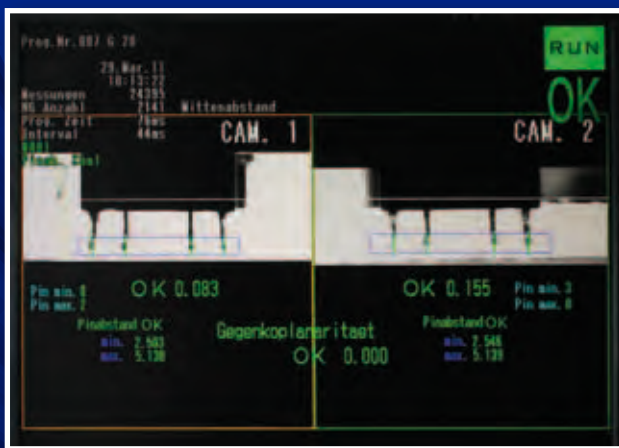 Prog.Nr.007 G 20
RUN
OK
29.Mar.11
10:13:22
Messungen 24395
NG Anzahl 2141
Mittenabstand
Prog. Zeit 76ms
Interval 44ms
CAM. 1
CAM. 2
OK 0.083
OK 0.155
Pin min. 0
Pin max. 2
Pin min. 3
Pin max. 0
Pinabstand OK
min. 2.503
max. 5.130
Pinabstand OK
min. 2.546
max. 5.139
Gegenkoplanaritaet
OK 0.000